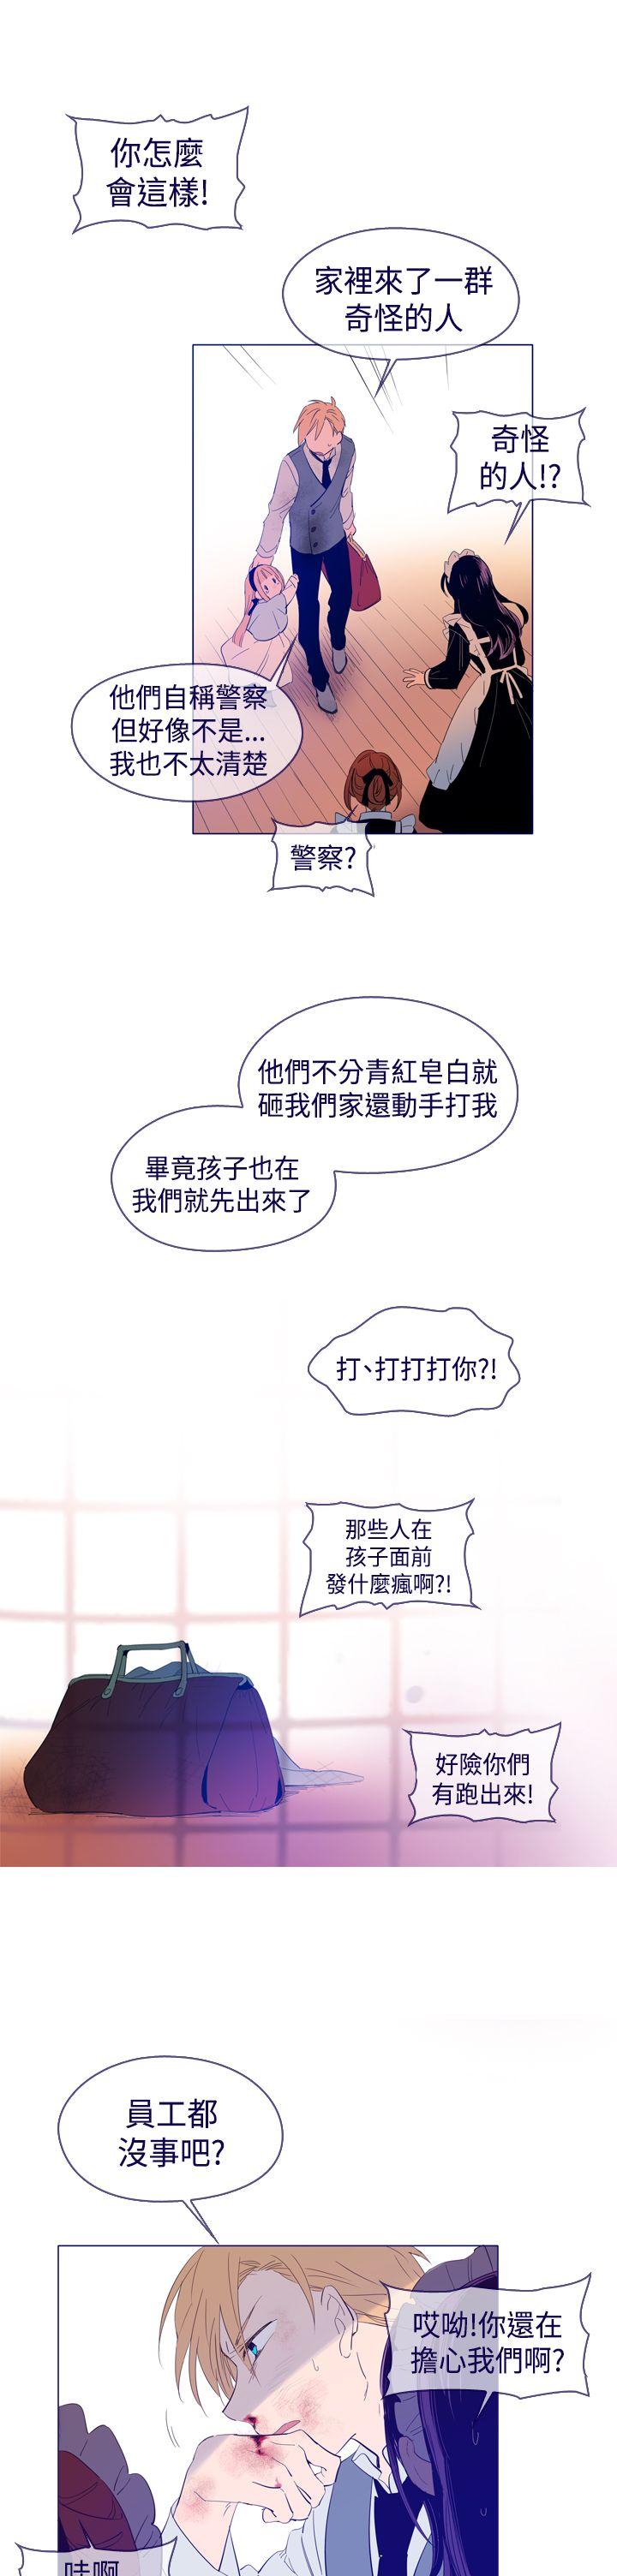 你怎麼
會這樣!
家裡來了一群
奇怪的人
奇怪
的人!?
他們自稱警察
但好像不是...
我也不太清楚
警察?
他們不分青紅皂白就
砸我們家還動手打我
畢竟孩子也在
我們就先出來了
打、打打打你?!
那些人在
孩子面前
發什麼瘋啊?!
好險你們
有跑出來!
員工都
沒事吧?
哎呦!你還在
擔心我們啊?
哇啊